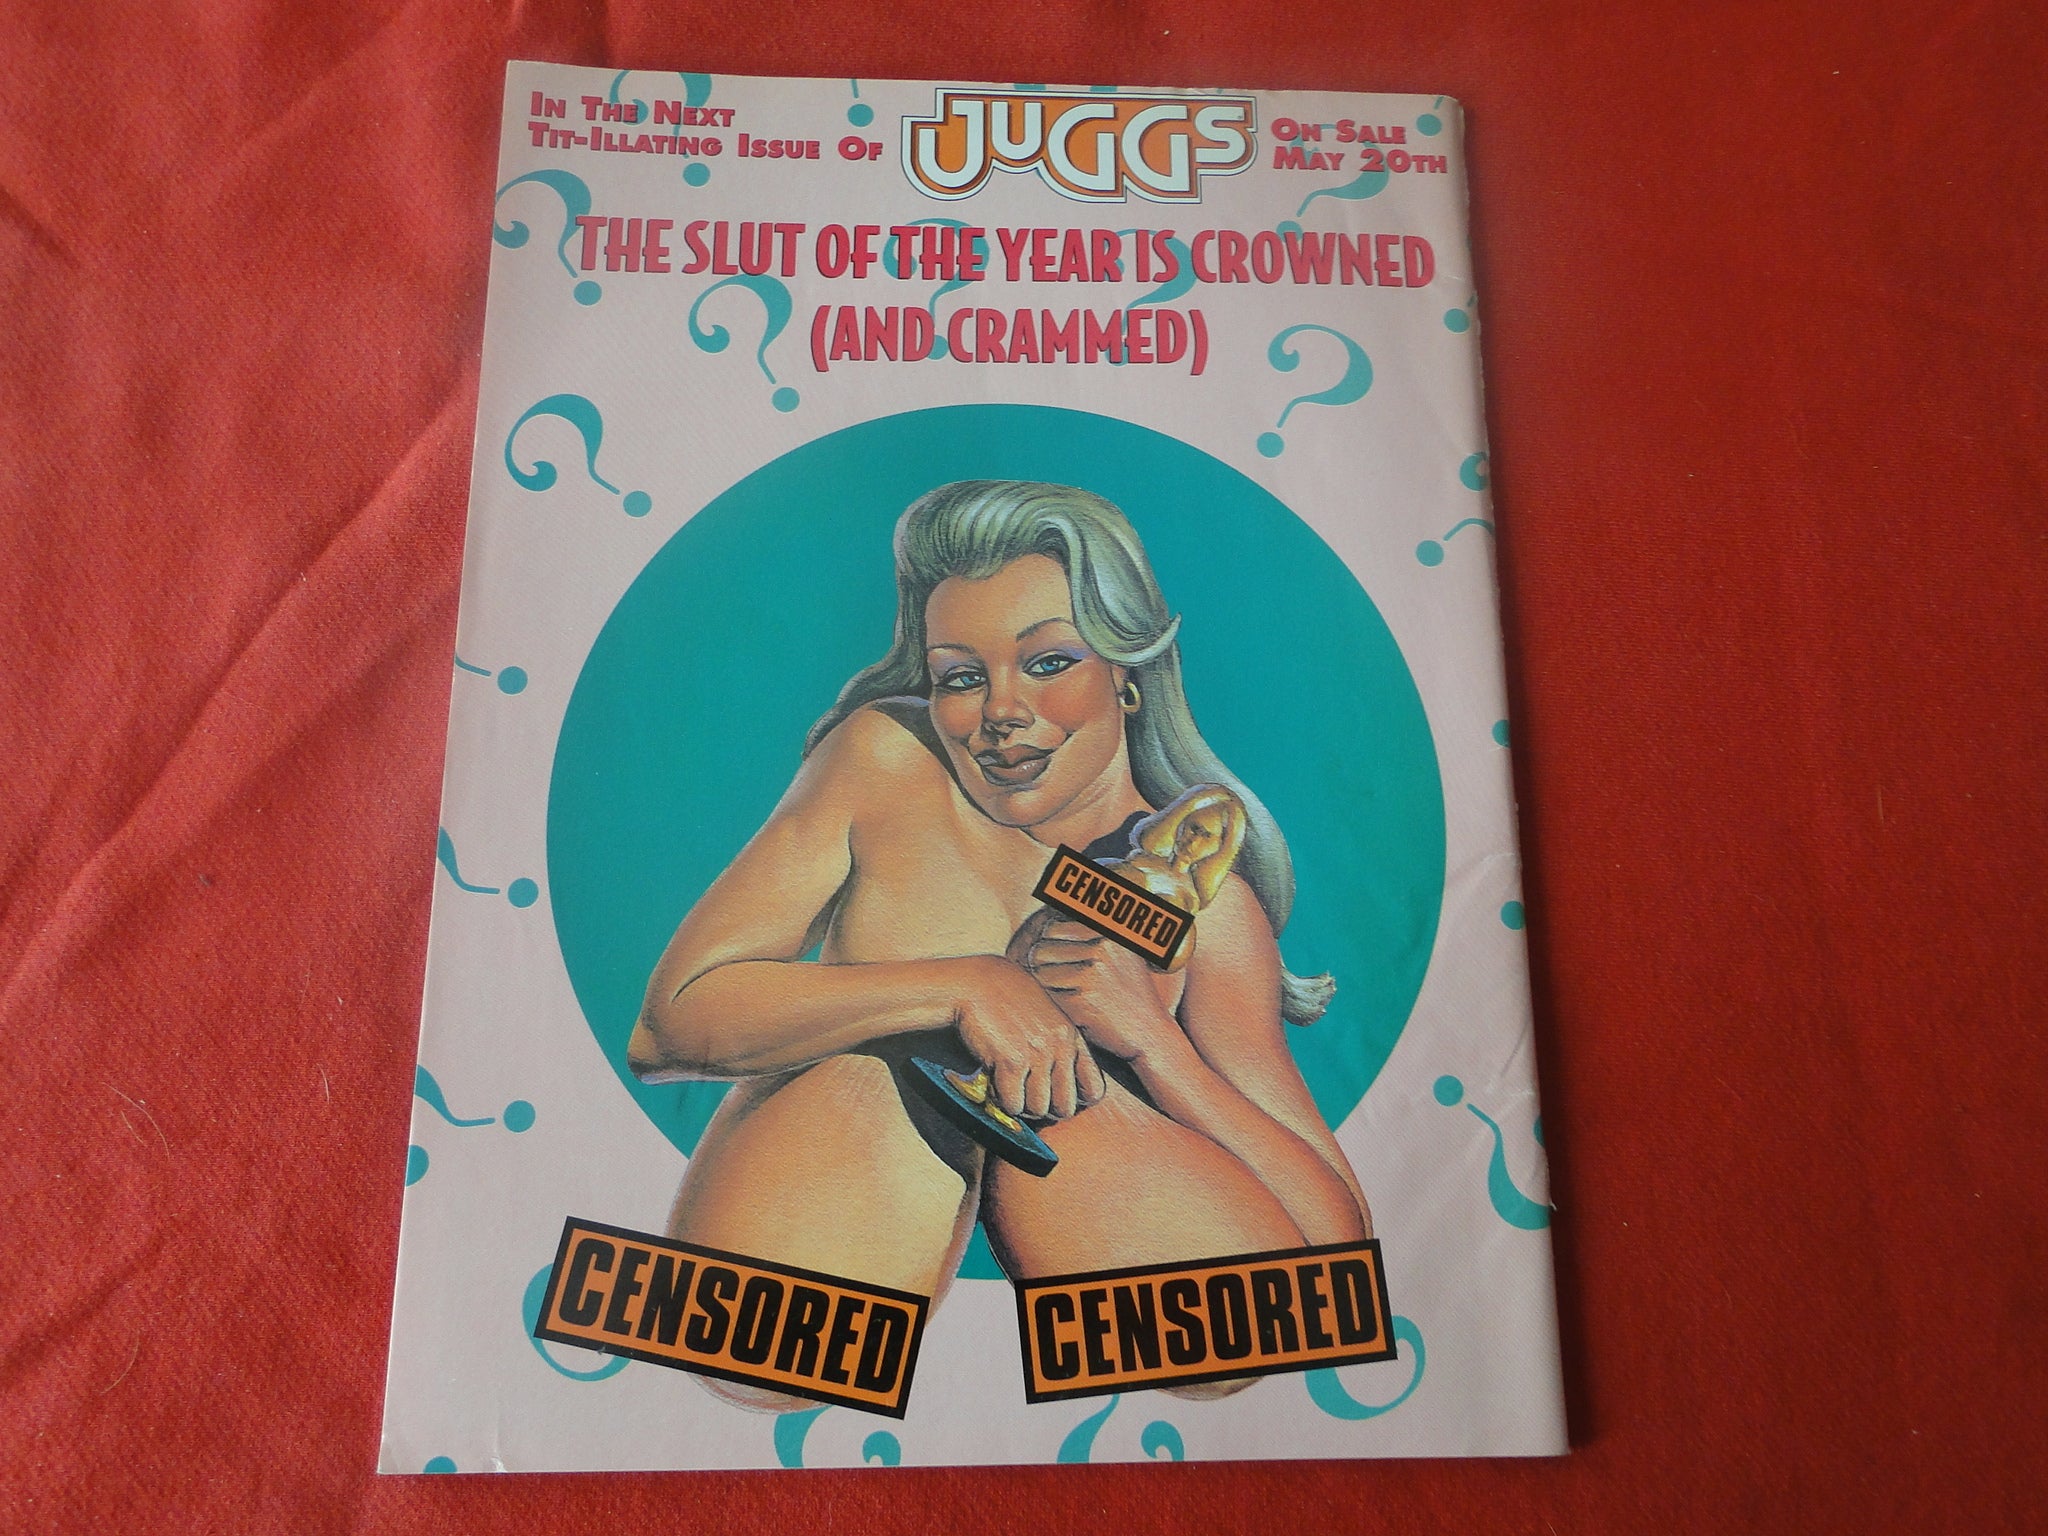 IN THE NEXT
TIT-ILLATING ISSUE OF
JUGGS
ON SALE
MAY 20TH
THE SLUT OF THE YEAR IS CROWNED
(AND CRAMMED)
CENSORED
CENSORED
CENSORED